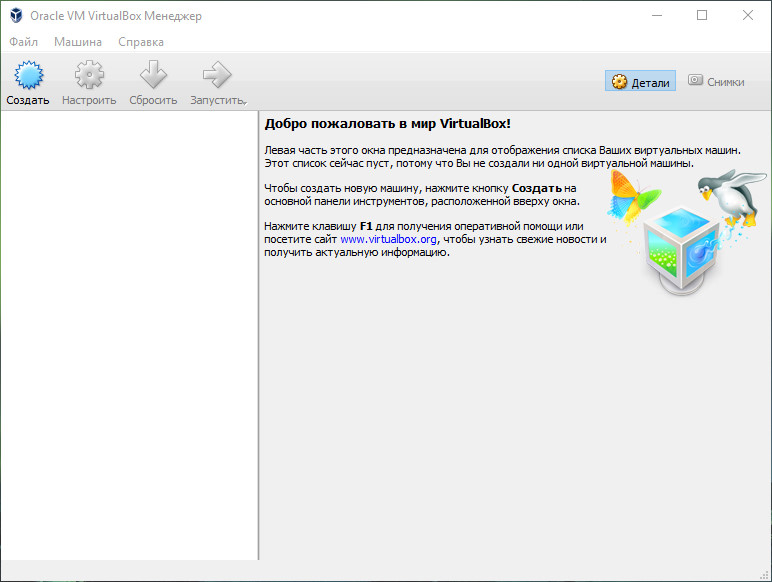 Oracle VM VirtualBox Менеджер
Файл Машина Справка
Создать Настроить Сбросить Запустить Детали Снимки
Добро пожаловать в мир VirtualBox!
Левая часть этого окна предназначена для отображения списка Ваших виртуальных машин.
Этот список сейчас пуст, потому что Вы не создали ни одной виртуальной машины.
Чтобы создать новую машину, нажмите кнопку Создать на
основной панели инструментов, расположенной вверху окна.
Нажмите клавишу F1 для получения оперативной помощи или
посетите сайт www.virtualbox.org, чтобы узнать свежие новости и
получить актуальную информацию.